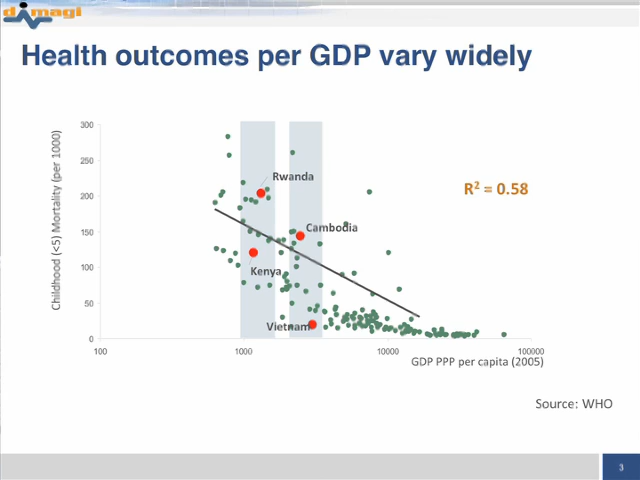 dimagi
Health outcomes per GDP vary widely
Childhood (<5) Mortality (per 1000)
300
250
200
150
100
50
0
Rwanda
R² = 0.58
Cambodia
Kenya
Vietnam
100
1000
10000
100000
GDP PPP per capita (2005)
Source: WHO
3